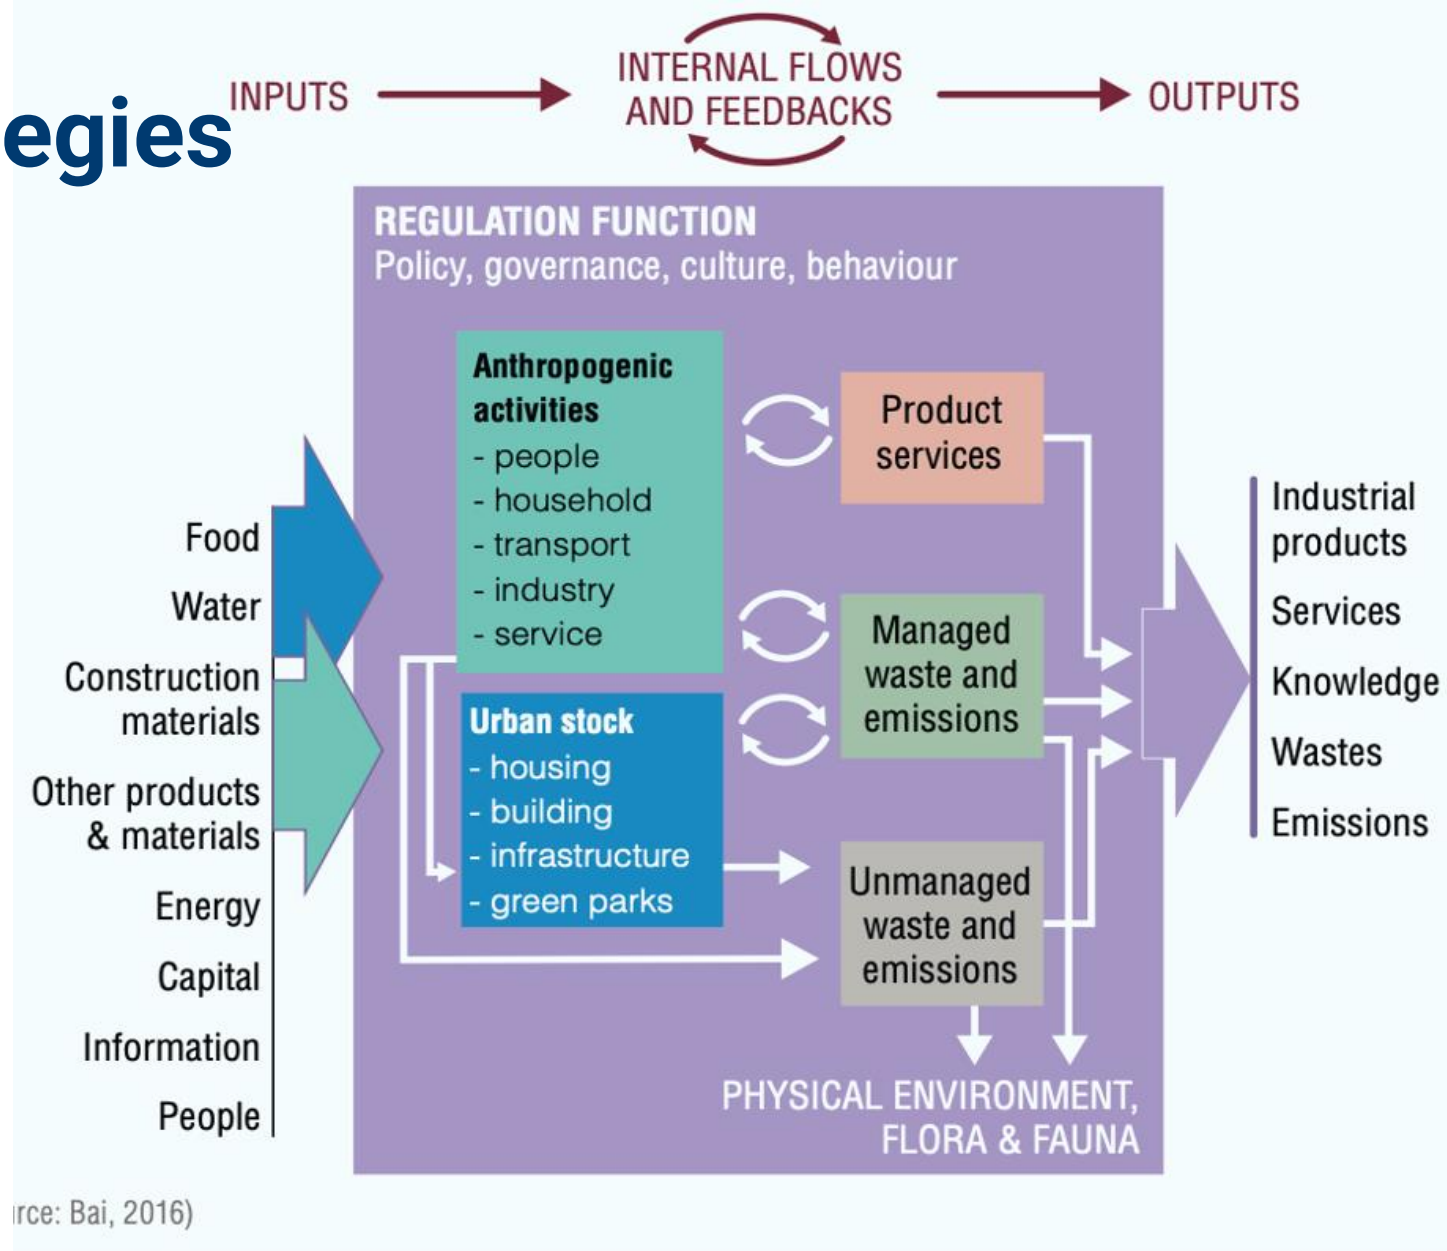 INPUTS
INTERNAL FLOWS
AND FEEDBACKS
OUTPUTS
egies
REGULATION FUNCTION
Policy, governance, culture, behaviour
Food
Water
Construction
materials
Other products
& materials
Energy
Capital
Information
People
Anthropogenic
activities
- people
- household
- transport
- industry
- service
Urban stock
- housing
- building
- infrastructure
- green parks
Product
services
Managed
waste and
emissions
Unmanaged
waste and
emissions
PHYSICAL ENVIRONMENT,
FLORA & FAUNA
Industrial
products
Services
Knowledge
Wastes
Emissions
rce: Bai, 2016)